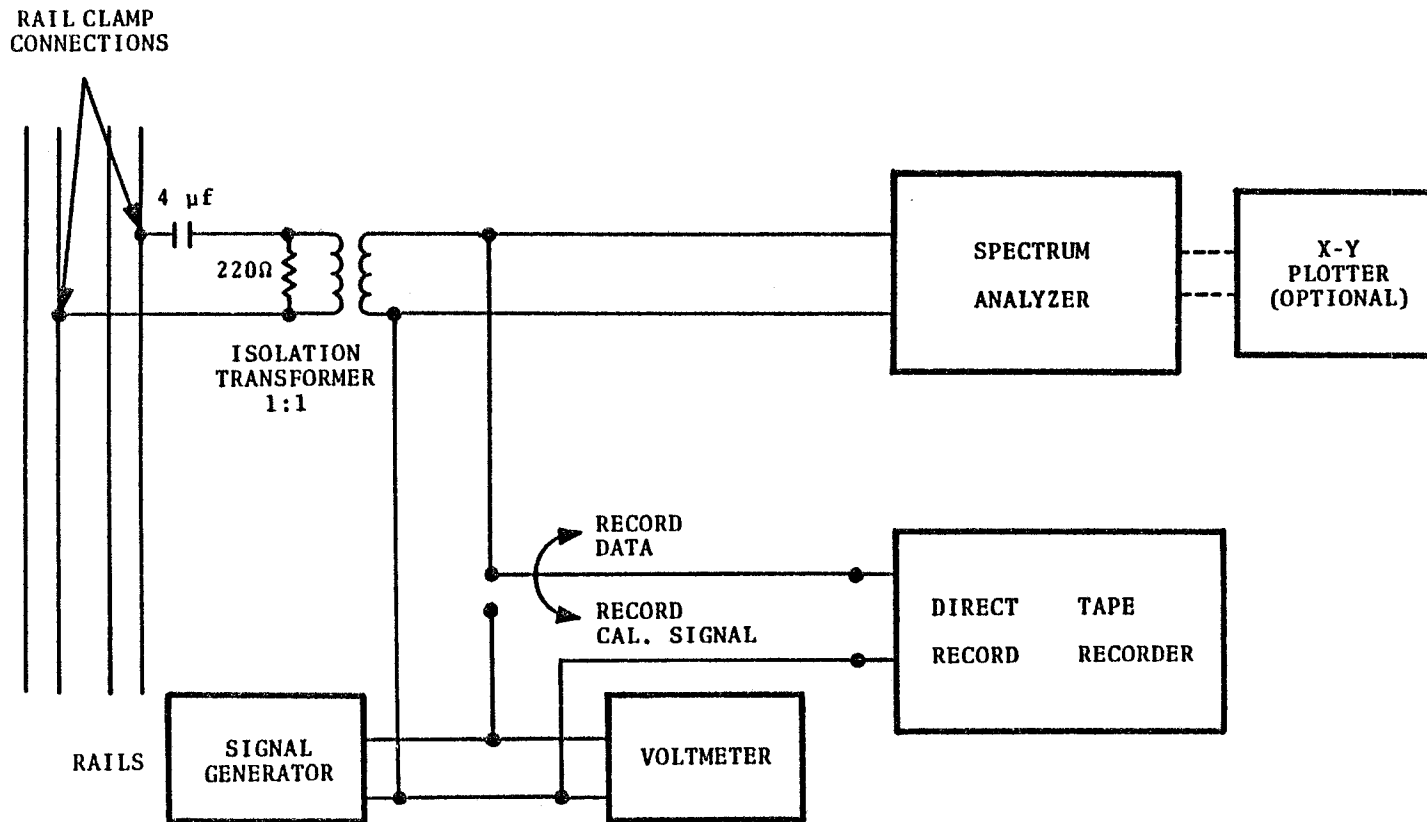 RAIL CLAMP
CONNECTIONS
4 µf
220Ω
ISOLATION
TRANSFORMER
1:1
SPECTRUM
ANALYZER
X-Y
PLOTTER
(OPTIONAL)
RECORD
DATA
RECORD
CAL. SIGNAL
DIRECT TAPE
RECORD RECORDER
RAILS
SIGNAL
GENERATOR
VOLTMETER